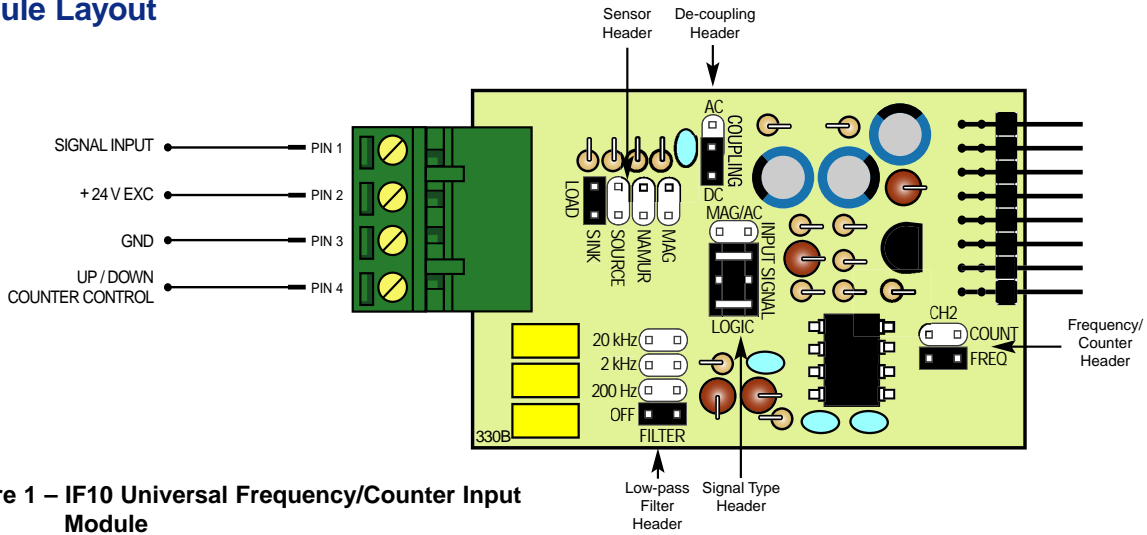 ule Layout
Sensor
Header
De-coupling
Header
SIGNAL INPUT
PIN 1
+ 24 V EXC
PIN 2
GND
PIN 3
UP / DOWN
COUNTER CONTROL
PIN 4
AC
COUPLING
DC
LOAD
SINK
SOURCE
NAMUR
MAG
MAG/AC
INPUT SIGNAL
LOGIC
20 kHz
2 kHz
200 Hz
OFF
FILTER
330B
CH2
COUNT
FREQ
Frequency/
Counter
Header
Low-pass
Filter
Header
Signal Type
Header
re 1 – IF10 Universal Frequency/Counter Input
Module